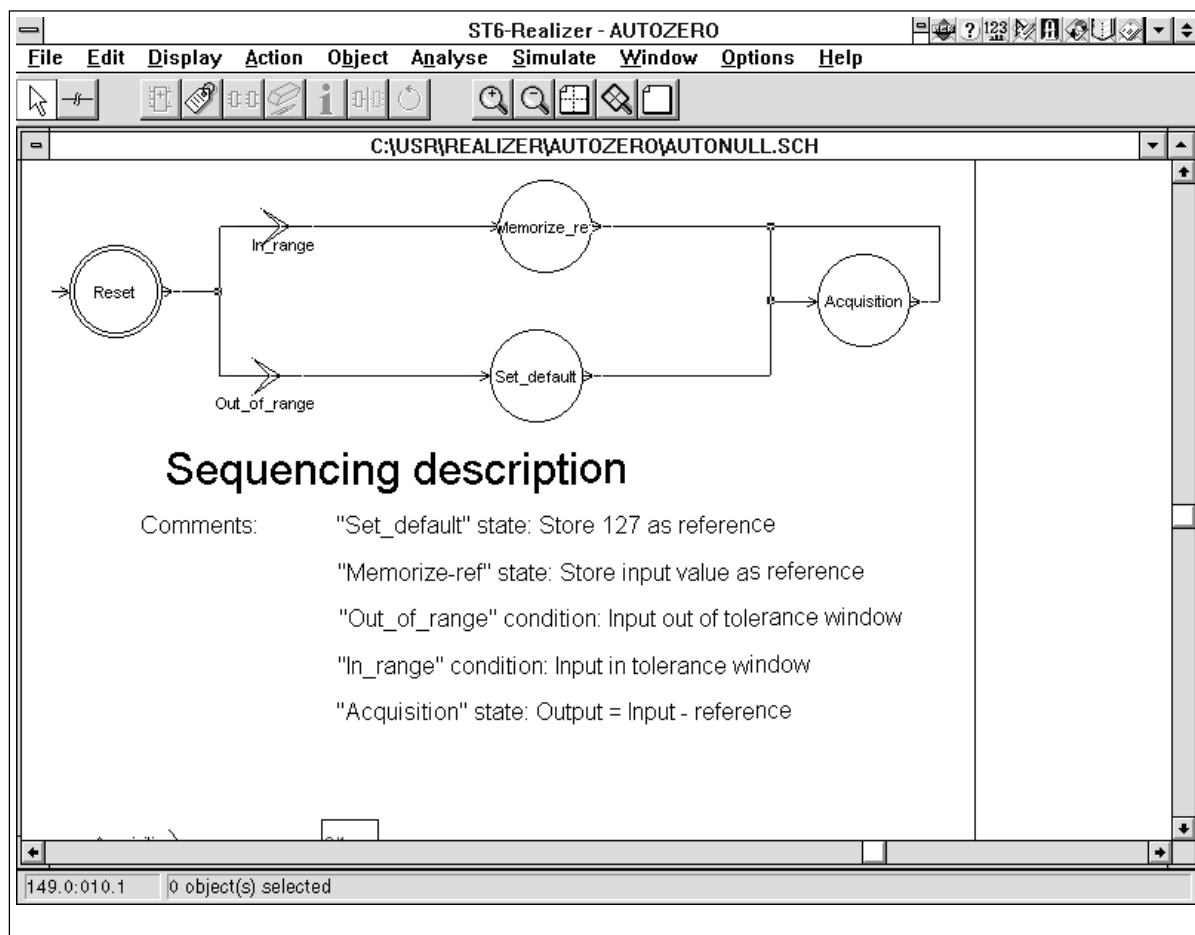 ST6-Realizer - AUTOZERO
? 123 A
File Edit Display Action Object Analyse Simulate Window Options Help
C:\USR\REALIZER\AUTOZERO\AUTONULL.SCH
In_range
Memorize_re
Reset
Acquisition
Set_default
Out_of_range
Sequencing description
Comments: "Set_default" state: Store 127 as reference
"Memorize-ref" state: Store input value as reference
"Out_of_range" condition: Input out of tolerance window
"In_range" condition: Input in tolerance window
"Acquisition" state: Output = Input - reference
149.0:010.1 0 object(s) selected